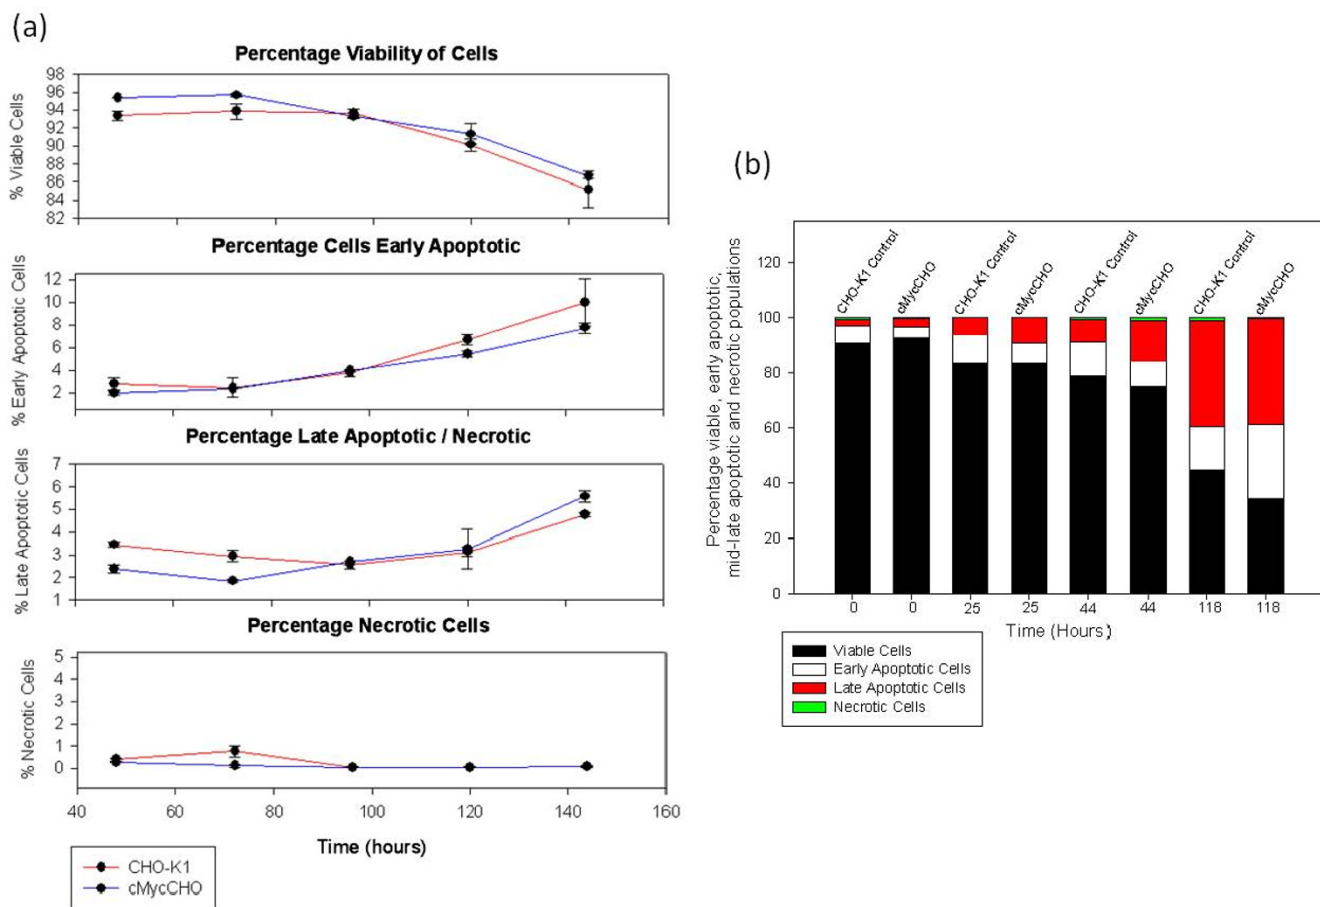 (a)
Percentage Viability of Cells
% Viable Cells
98
96
94
92
90
88
86
84
82
Percentage Cells Early Apoptotic
% Early Apoptotic Cells
12
10
8
6
4
2
Percentage Late Apoptotic / Necrotic
% Late Apoptotic Cells
7
6
5
4
3
2
1
Percentage Necrotic Cells
% Necrotic Cells
5
4
3
2
1
0
40 60 80 100 120 140 160
Time (hours)
CHO-K1
cMycCHO
(b)
Percentage viable, early apoptotic,
mid-late apoptotic and necrotic populations
CHO-K1 Control
cMycCHO
CHO-K1 Control
cMycCHO
CHO-K1 Control
cMycCHO
CHO-K1 Control
cMycCHO
120
100
80
60
40
20
0
0 0 25 25 44 44 118 118
Time (Hours)
Viable Cells
Early Apoptotic Cells
Late Apoptotic Cells
Necrotic Cells